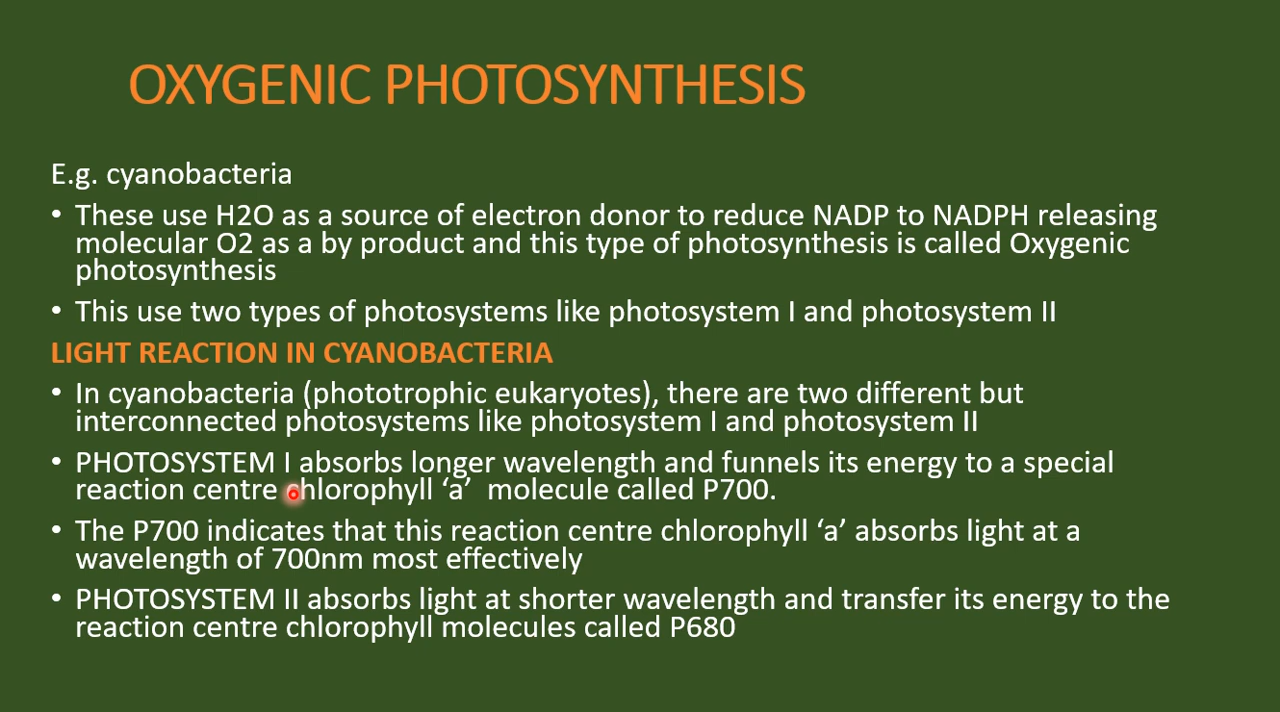 OXYGENIC PHOTOSYNTHESIS
E.g. cyanobacteria
• These use H2O as a source of electron donor to reduce NADP to NADPH releasing
molecular O2 as a by product and this type of photosynthesis is called Oxygenic
photosynthesis
• This use two types of photosystems like photosystem I and photosystem II
LIGHT REACTION IN CYANOBACTERIA
• In cyanobacteria (phototrophic eukaryotes), there are two different but
interconnected photosystems like photosystem I and photosystem II
• PHOTOSYSTEM I absorbs longer wavelength and funnels its energy to a special
reaction centre chlorophyll ‘a’ molecule called P700.
• The P700 indicates that this reaction centre chlorophyll ‘a’ absorbs light at a
wavelength of 700nm most effectively
• PHOTOSYSTEM II absorbs light at shorter wavelength and transfer its energy to the
reaction centre chlorophyll molecules called P680